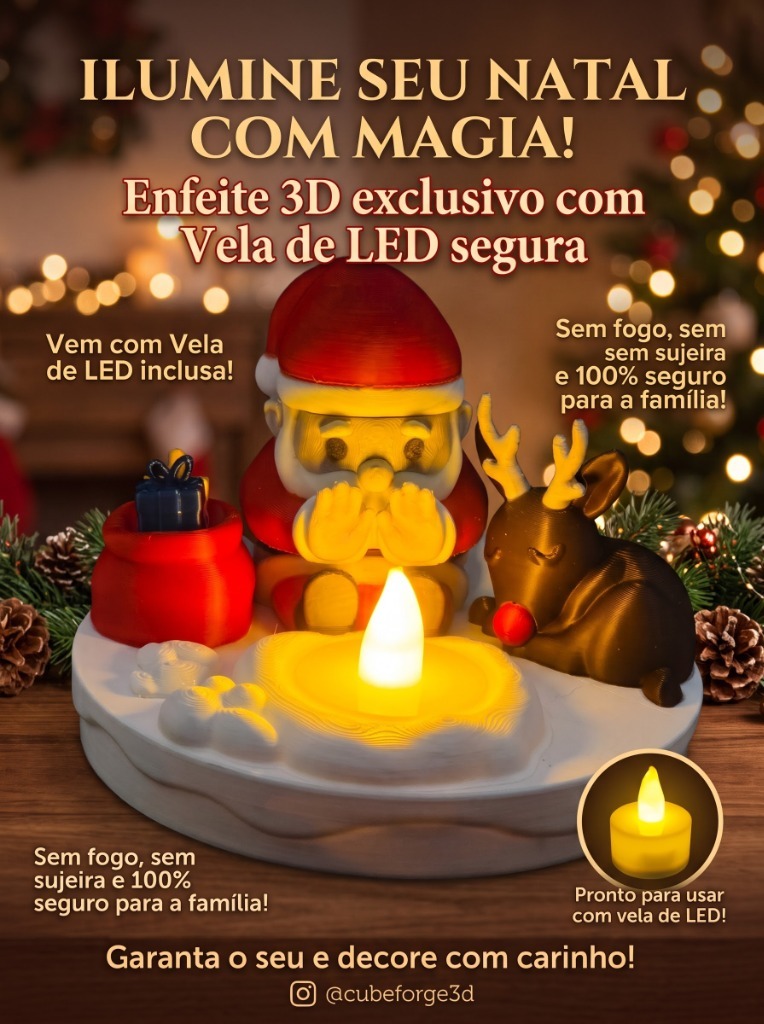 ILUMINE SEU NATAL
COM MAGIA!
Enfeite 3D exclusivo com
Vela de LED segura
Vem com Vela
de LED inclusa!
Sem fogo, sem
sem sujeira
e 100% seguro
para a família!
Sem fogo, sem
sujeira e 100%
seguro para a família!
Pronto para usar
com vela de LED!
Garanta o seu e decore com carinho!
@cubeforge3d